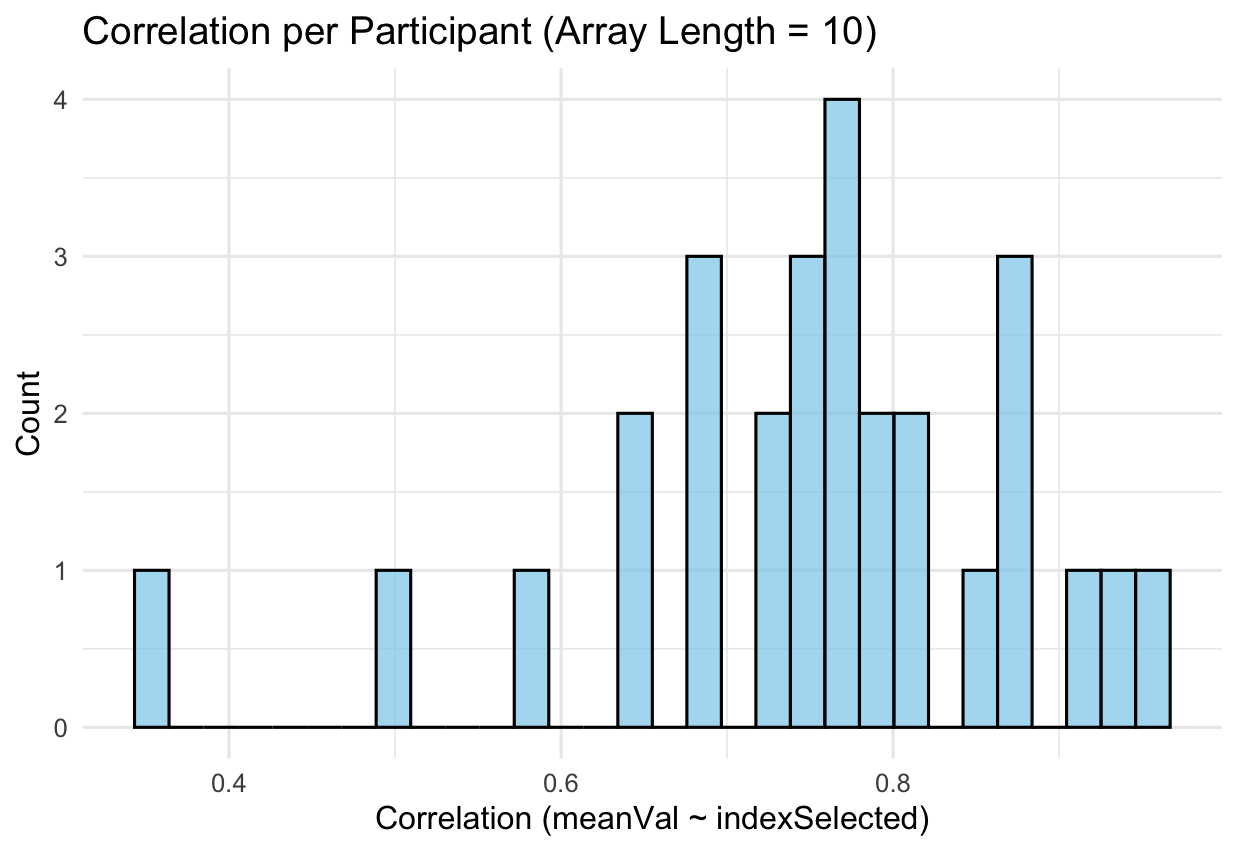 Correlation per Participant (Array Length = 10)
4
3
2
1
0
Count
0.4 0.6 0.8
Correlation (meanVal ~ indexSelected)